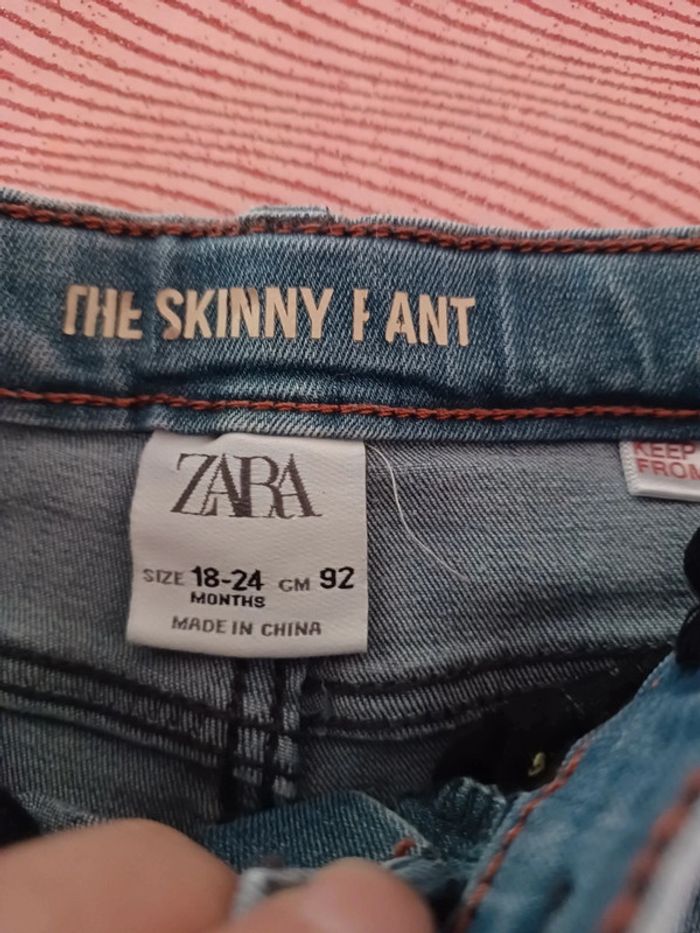 THE SKINNY PANT
ZARA
SIZE 18-24 CM 92
MONTHS
MADE IN CHINA
KEEP
FROM